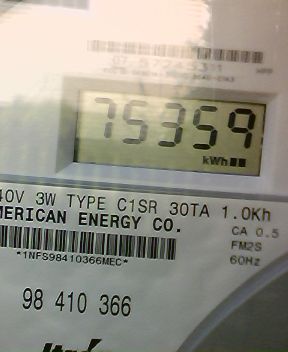 75359
kWh
40V 3W TYPE C1SR 30TA 1.0Kh
MERICAN ENERGY CO.
CA 0.5
FM2S
*1NFS98410366MEC*
60Hz
98 410 366